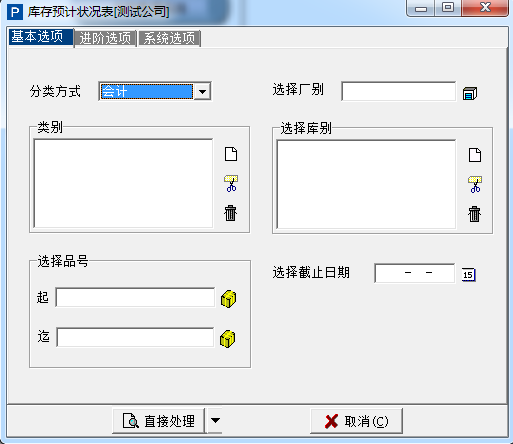 P 库存预计状况表[测试公司]
基本选项 进阶选项 系统选项
分类方式 会计
选择厂别
类别
选择库别
选择品号
起
迄
选择截止日期 - - 15
直接处理 取消(C)